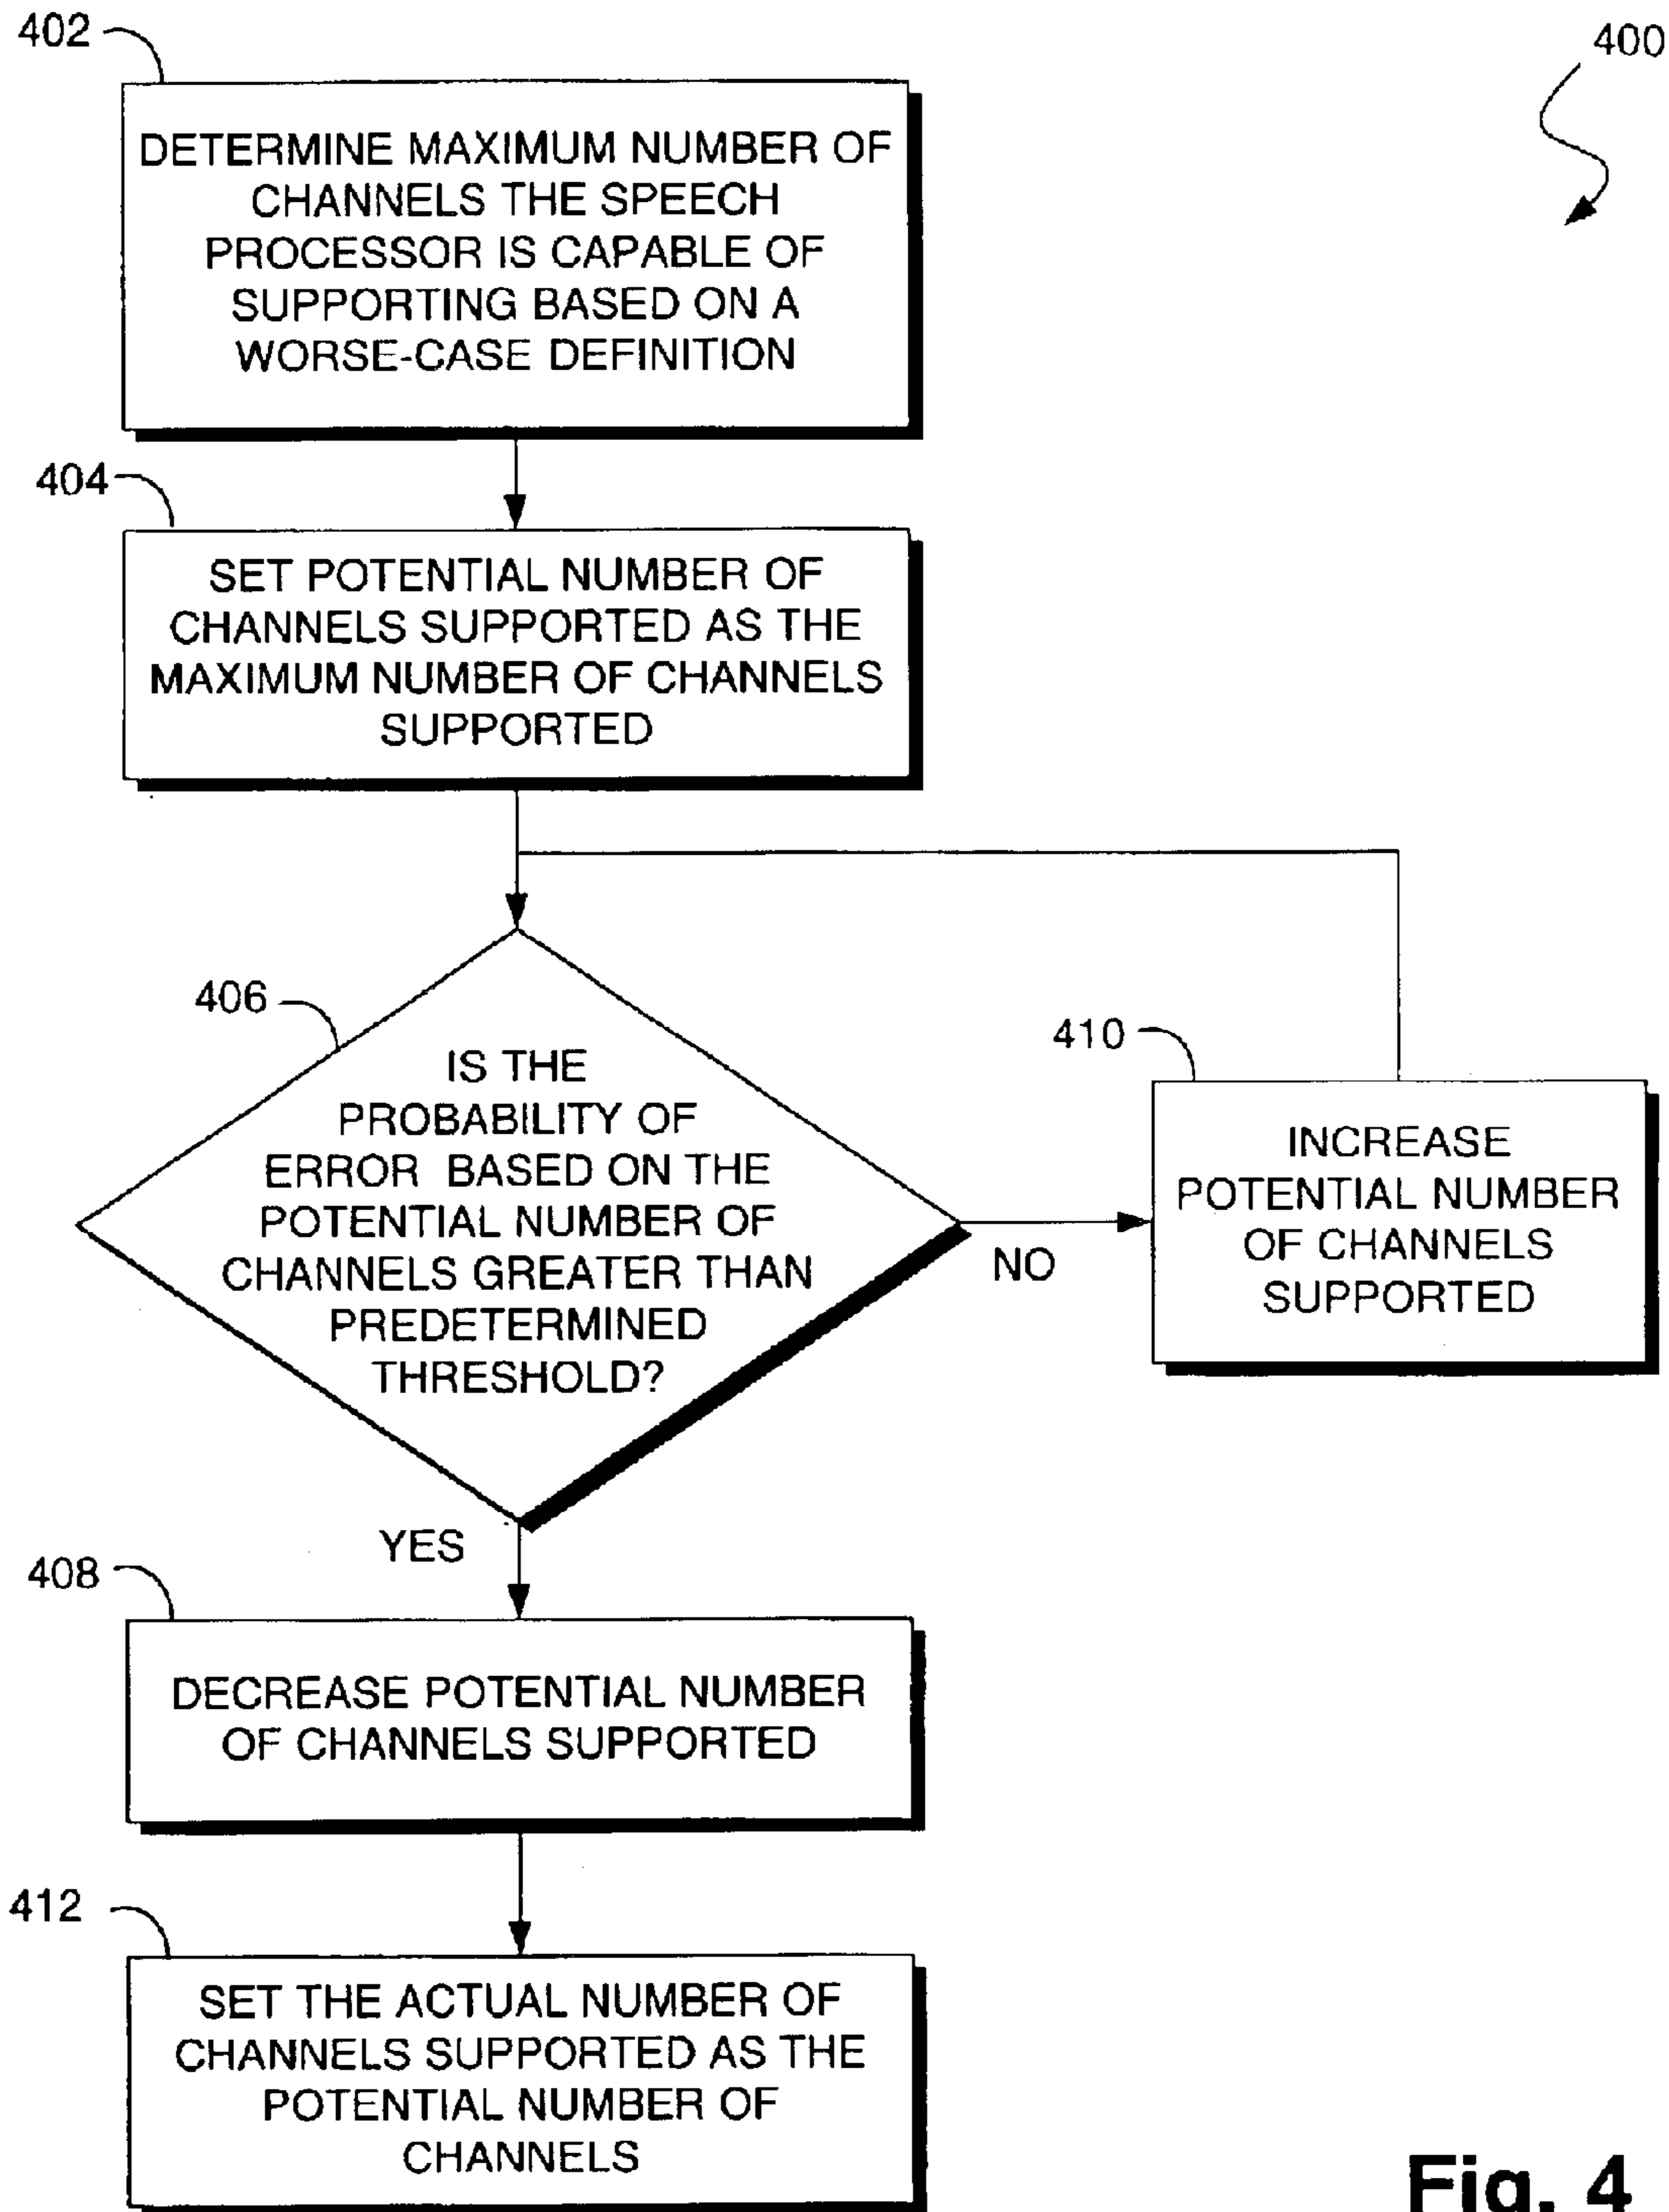 402
400
DETERMINE MAXIMUM NUMBER OF
CHANNELS THE SPEECH
PROCESSOR IS CAPABLE OF
SUPPORTING BASED ON A
WORSE-CASE DEFINITION
404
SET POTENTIAL NUMBER OF
CHANNELS SUPPORTED AS THE
MAXIMUM NUMBER OF CHANNELS
SUPPORTED
406
IS THE
PROBABILITY OF
ERROR BASED ON THE
POTENTIAL NUMBER OF
CHANNELS GREATER THAN
PREDETERMINED
THRESHOLD?
NO
410
INCREASE
POTENTIAL NUMBER
OF CHANNELS
SUPPORTED
YES
408
DECREASE POTENTIAL NUMBER
OF CHANNELS SUPPORTED
412
SET THE ACTUAL NUMBER OF
CHANNELS SUPPORTED AS THE
POTENTIAL NUMBER OF
CHANNELS
Fig. 4